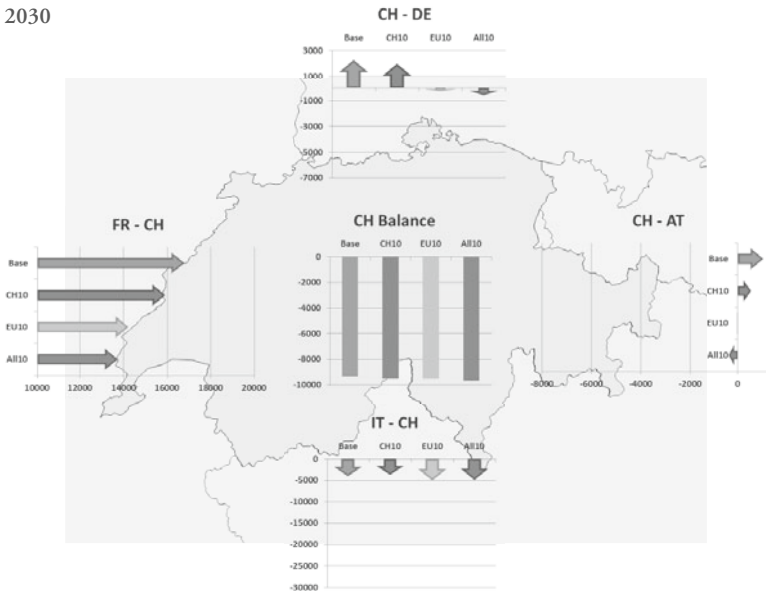 2030
CH - DE
Base CH10 EU10 All10
3000
1000
-1000
-3000
-5000
-7000
FR - CH
Base
CH10
EU10
All10
10000 12000 14000 16000 18000 20000
CH Balance
Base CH10 EU10 All10
0
-2000
-4000
-6000
-8000
-10000
CH - AT
Base
CH10
EU10
All10
-8000 -6000 -4000 -2000 0
IT - CH
Base CH10 EU10 All10
0
-5000
-10000
-15000
-20000
-25000
-30000